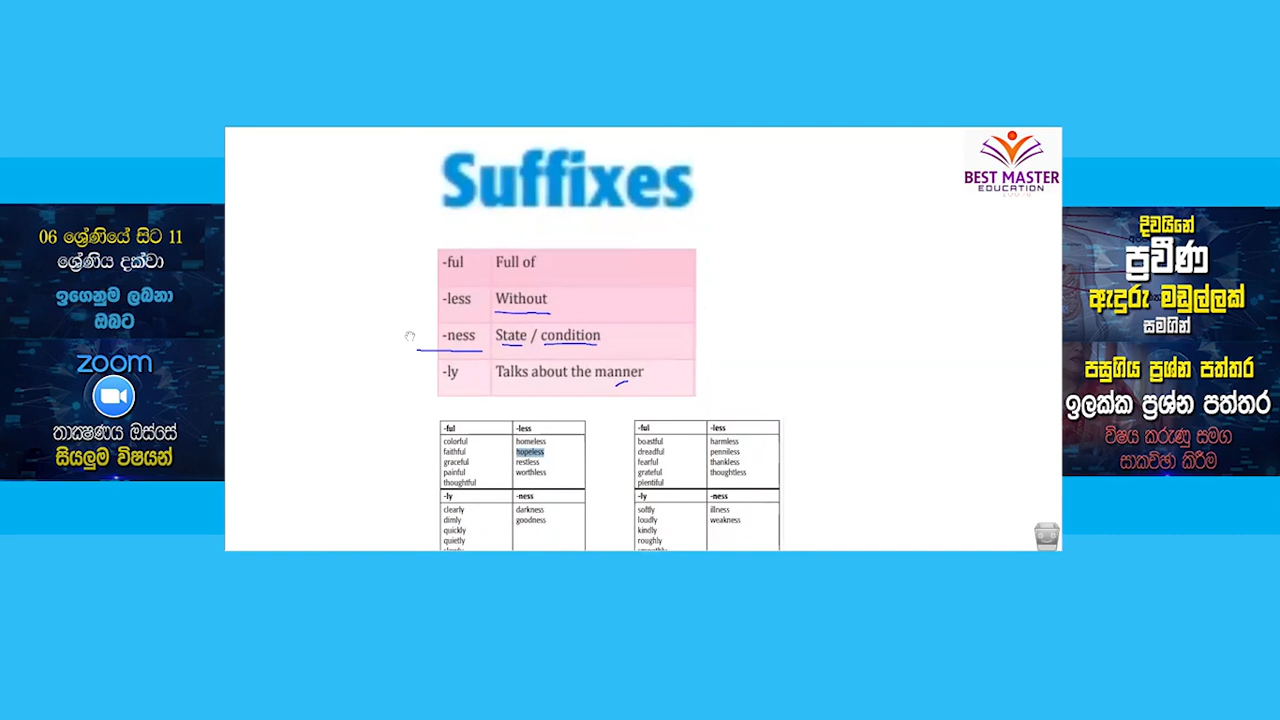 Suffixes
BEST MASTER
EDUCATION
-ful Full of
-less Without
-ness State / condition
-ly Talks about the manner
-ful -less
colorful homeless
faithful hopeless
graceful restless
painful worthless
thoughtful
-ly -ness
clearly darkness
dimly goodness
quickly
quietly
-ful -less
boastful harmless
dreadful penniless
fearful thankless
grateful thoughtless
plentiful
-ly -ness
softly illness
loudly weakness
kindly
roughly
06 ශ්‍රේණියේ සිට 11
ශ්‍රේණිය දක්වා
ඉගෙනුම ලබනා
ඔබට
zoom
තාක්ෂණය ඔස්සේ
සියලුම විෂයන්
දිවයිනේ
ප්‍රවීණ
ඇදුරු මඩුල්ලක්
සමගින්
පසුගිය ප්‍රශ්න පත්තර
ඉලක්ක ප්‍රශ්න පත්තර
විෂය කරුණු සමග
සාකච්ඡා කිරීම